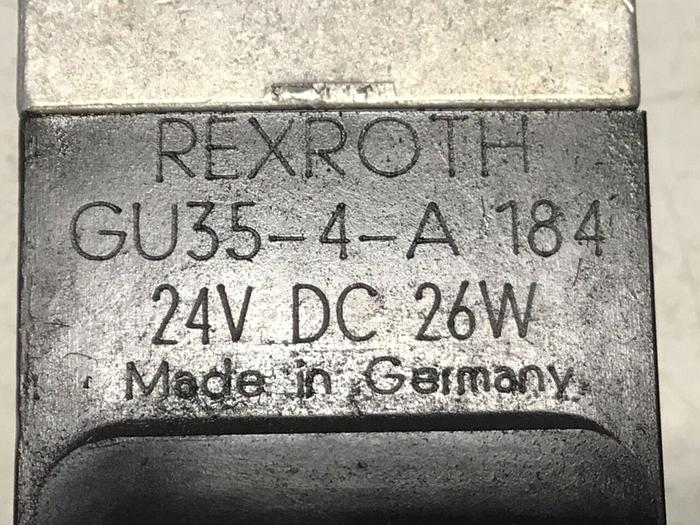 REXROTH
GU35-4-A 184
24V DC 26W
Made in Germany